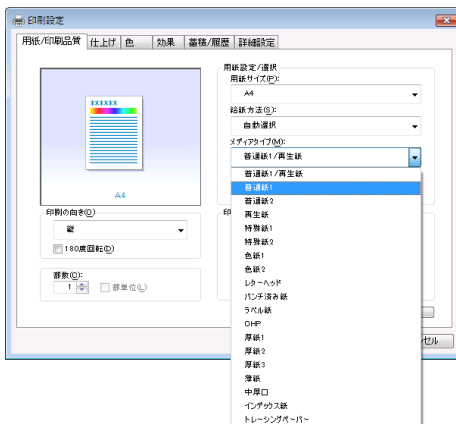 印刷設定
用紙/印刷品質 仕上げ 色 効果 蓄積/履歴 詳細設定
用紙設定/選択
用紙サイズ(P):
A4
給紙方法(S):
自動選択
メディアタイプ(M):
普通紙1/再生紙
普通紙1/再生紙
普通紙1
普通紙2
再生紙
特殊紙1
特殊紙2
色紙1
色紙2
レターヘッド
パンチ済み紙
ラベル紙
OHP
厚紙1
厚紙2
厚紙3
薄紙
中厚口
インデックス紙
トレーシングペーパー
xxxxxx
A4
印刷の向き(O)
縦
180度回転(D)
部数(C):
1
部単位(L)
セル